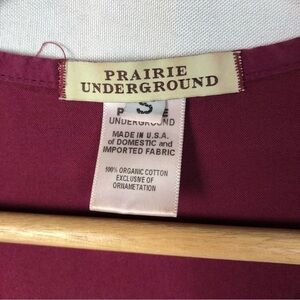 PRAIRIE
UNDERGROUND
S
UNDERGROUND
MADE IN U.S.A.
of DOMESTIC and
IMPORTED FABRIC
100% ORGANIC COTTON
EXCLUSIVE OF
ORNAMETATION